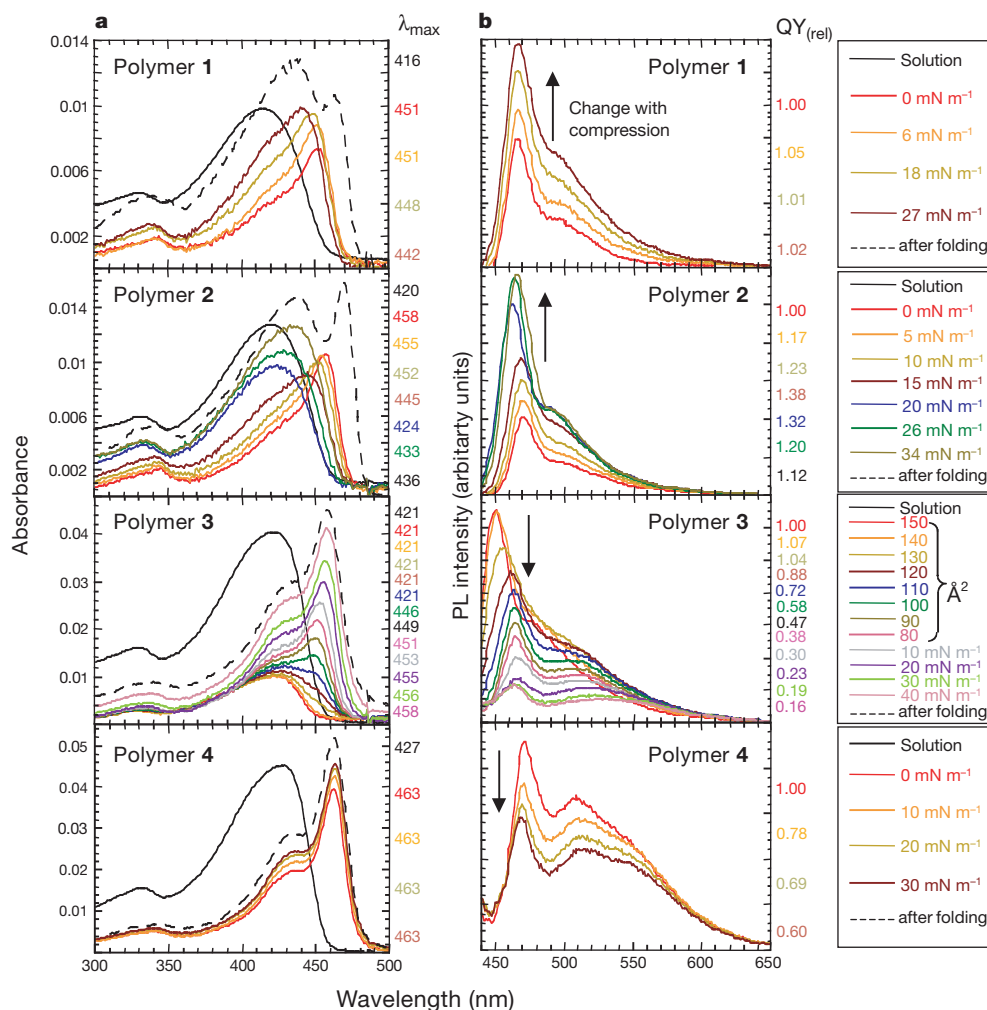 a
λmax
b
QY(rel)
0.014
0.01
0.006
0.002
Polymer 1
416
451
451
448
442
Polymer 1
Change with
compression
1.00
1.05
1.01
1.02
Solution
0 mN m⁻¹
6 mN m⁻¹
18 mN m⁻¹
27 mN m⁻¹
after folding
0.014
0.01
0.006
0.002
Polymer 2
420
458
455
452
445
424
433
436
Polymer 2
1.00
1.17
1.23
1.38
1.32
1.20
1.12
Solution
0 mN m⁻¹
5 mN m⁻¹
10 mN m⁻¹
15 mN m⁻¹
20 mN m⁻¹
26 mN m⁻¹
34 mN m⁻¹
after folding
0.04
0.03
0.02
0.01
Polymer 3
421
421
421
421
421
421
446
449
451
453
455
456
458
Polymer 3
1.00
1.07
1.04
0.88
0.72
0.58
0.47
0.38
0.30
0.23
0.19
0.16
Solution
150
140
130
120
110
100
90
80
Å²
10 mN m⁻¹
20 mN m⁻¹
30 mN m⁻¹
40 mN m⁻¹
after folding
0.05
0.04
0.03
0.02
0.01
Polymer 4
427
463
463
463
463
Polymer 4
1.00
0.78
0.69
0.60
Solution
0 mN m⁻¹
10 mN m⁻¹
20 mN m⁻¹
30 mN m⁻¹
after folding
300 350 400 450 500
450 500 550 600 650
Absorbance
PL intensity (arbitarty units)
Wavelength (nm)